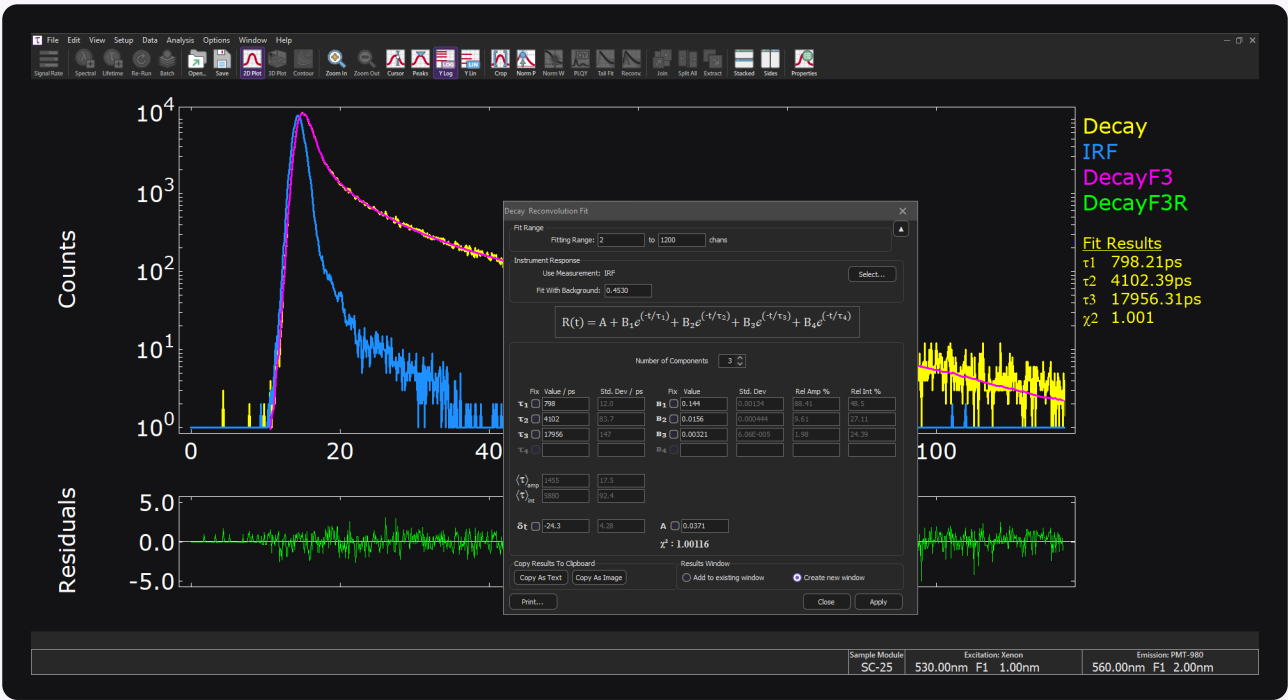 τ File Edit View Setup Data Analysis Options Window Help
Signal Rate Spectral Lifetime Re-Run Batch Open... Save 2D Plot 3D Plot Contour Zoom In Zoom Out Cursor Peaks Y Log Y Lin Crop Norm P Norm W PLQY Tail Fit Reconv. Join Split All Extract Stacked Sides Properties
LOG LIN PLQY
10⁴
10³
10²
10¹
10⁰
Counts
0 20 40 100
Decay
IRF
DecayF3
DecayF3R
Fit Results
τ1 798.21ps
τ2 4102.39ps
τ3 17956.31ps
χ2 1.001
Decay Reconvolution Fit
Fit Range
Fitting Range: 2 to 1200 chans
Instrument Response
Use Measurement: IRF Select...
Fit With Background: 0.4530
R(t) = A + B₁e^(-t/τ₁) + B₂e^(-t/τ₂) + B₃e^(-t/τ₃) + B₄e^(-t/τ₄)
Number of Components 3
Fix Value / ps Std. Dev / ps Fix Value Std. Dev Rel Amp % Rel Int %
τ₁ 798 12.0 B₁ 0.144 0.00134 88.41 48.5
τ₂ 4102 83.7 B₂ 0.0156 0.000444 9.61 27.11
τ₃ 17956 147 B₃ 0.00321 6.06E-005 1.98 24.39
τ₄ B₄
⟨τ⟩amp 1455 17.5
⟨τ⟩int 5880 92.4
δt -24.3 4.28 A 0.0371
χ² : 1.00116
Copy Results To Clipboard Results Window
Copy As Text Copy As Image Add to existing window Create new window
Print... Close Apply
Residuals
5.0
0.0
-5.0
Sample Module Excitation: Xenon Emission: PMT-980
SC-25 530.00nm F1 1.00nm 560.00nm F1 2.00nm